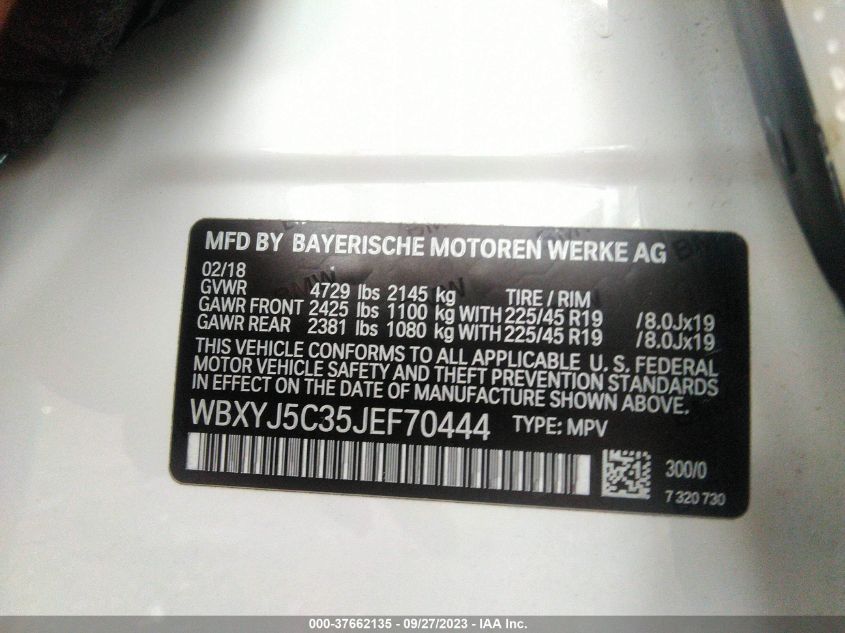 MFD BY BAYERISCHE MOTOREN WERKE AG
02/18
GVWR 4729 lbs 2145 kg TIRE / RIM
GAWR FRONT 2425 lbs 1100 kg WITH 225/45 R19 /8.0Jx19
GAWR REAR 2381 lbs 1080 kg WITH 225/45 R19 /8.0Jx19
THIS VEHICLE CONFORMS TO ALL APPLICABLE U. S. FEDERAL
MOTOR VEHICLE SAFETY AND THEFT PREVENTION STANDARDS
IN EFFECT ON THE DATE OF MANUFACTURE SHOWN ABOVE.
WBXYJ5C35JEF70444 TYPE: MPV
300/0
7 320 730
000-37662135 - 09/27/2023 - IAA Inc.